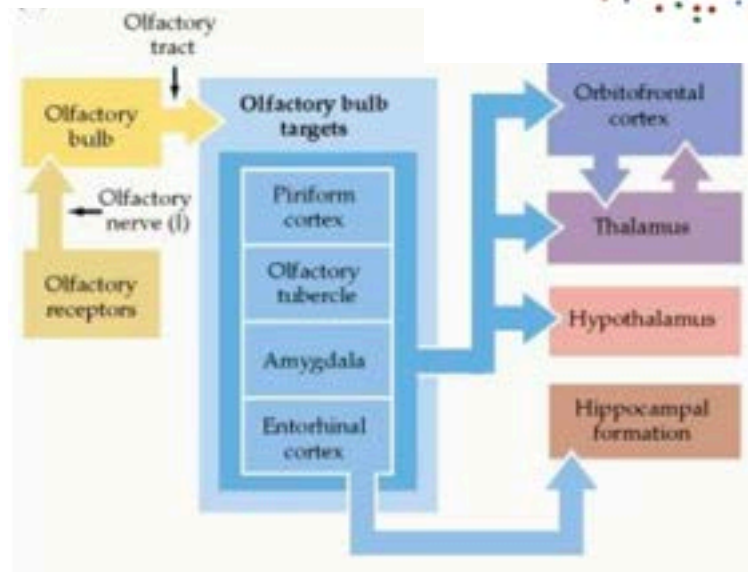 Olfactory
tract
Olfactory
bulb
Olfactory
nerve (I)
Olfactory
receptors
Olfactory bulb
targets
Piriform
cortex
Olfactory
tubercle
Amygdala
Entorhinal
cortex
Orbitofrontal
cortex
Thalamus
Hypothalamus
Hippocampal
formation